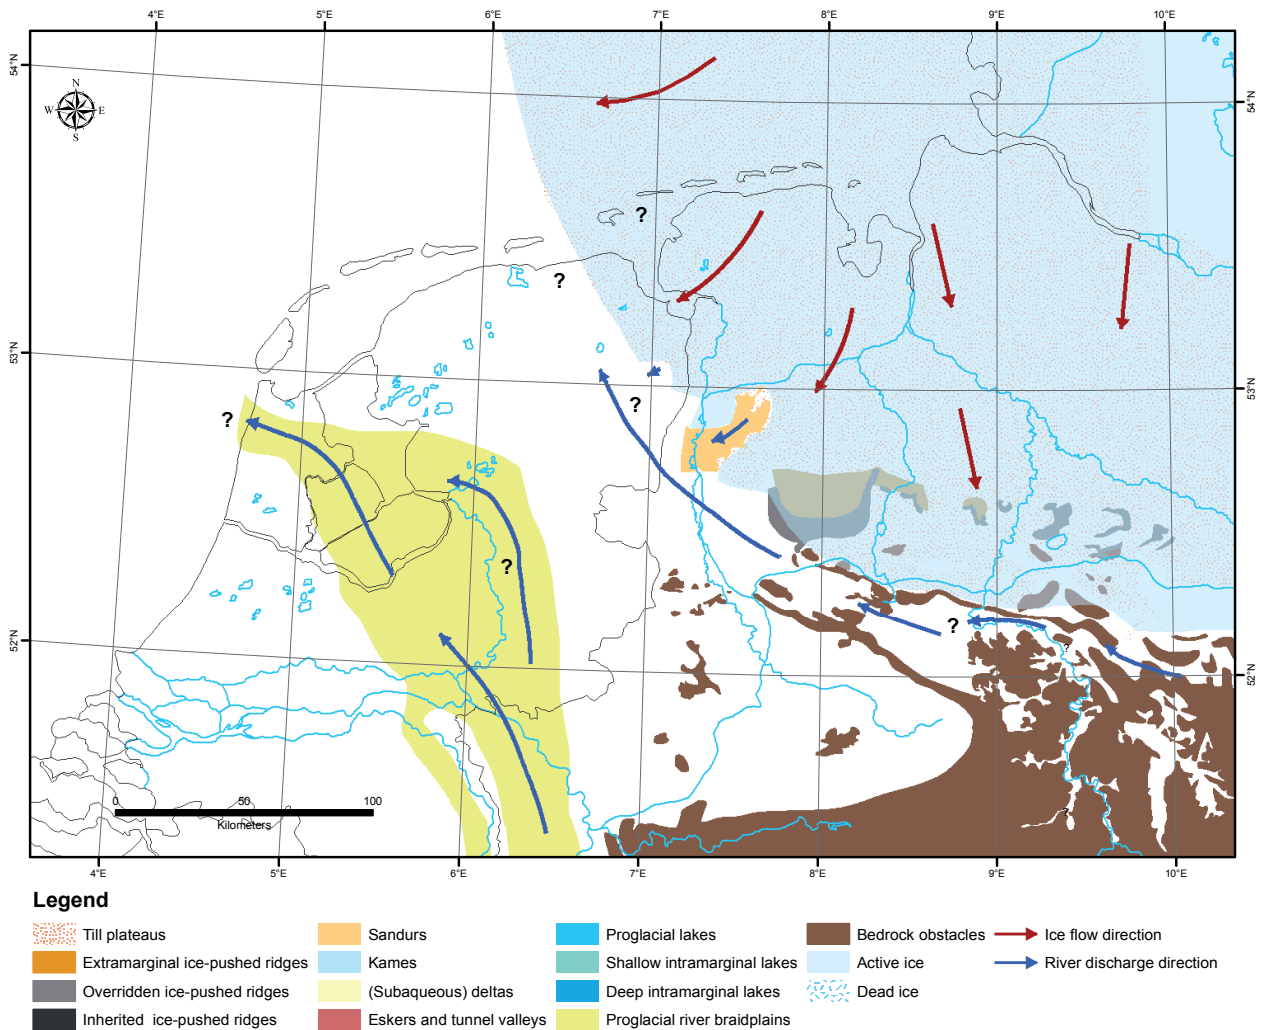 4°E 5°E 6°E 7°E 8°E 9°E 10°E
54°N
54°N
N
W E
S
?
?
53°N
53°N
?
?
?
?
?
52°N
52°N
0 50 100
Kilometers
4°E 5°E 6°E 7°E 8°E 9°E 10°E
Legend
Till plateaus
Extramarginal ice-pushed ridges
Overridden ice-pushed ridges
Inherited ice-pushed ridges
Sandurs
Kames
(Subaqueous) deltas
Eskers and tunnel valleys
Proglacial lakes
Shallow intramarginal lakes
Deep intramarginal lakes
Proglacial river braidplains
Bedrock obstacles
Active ice
Dead ice
Ice flow direction
River discharge direction